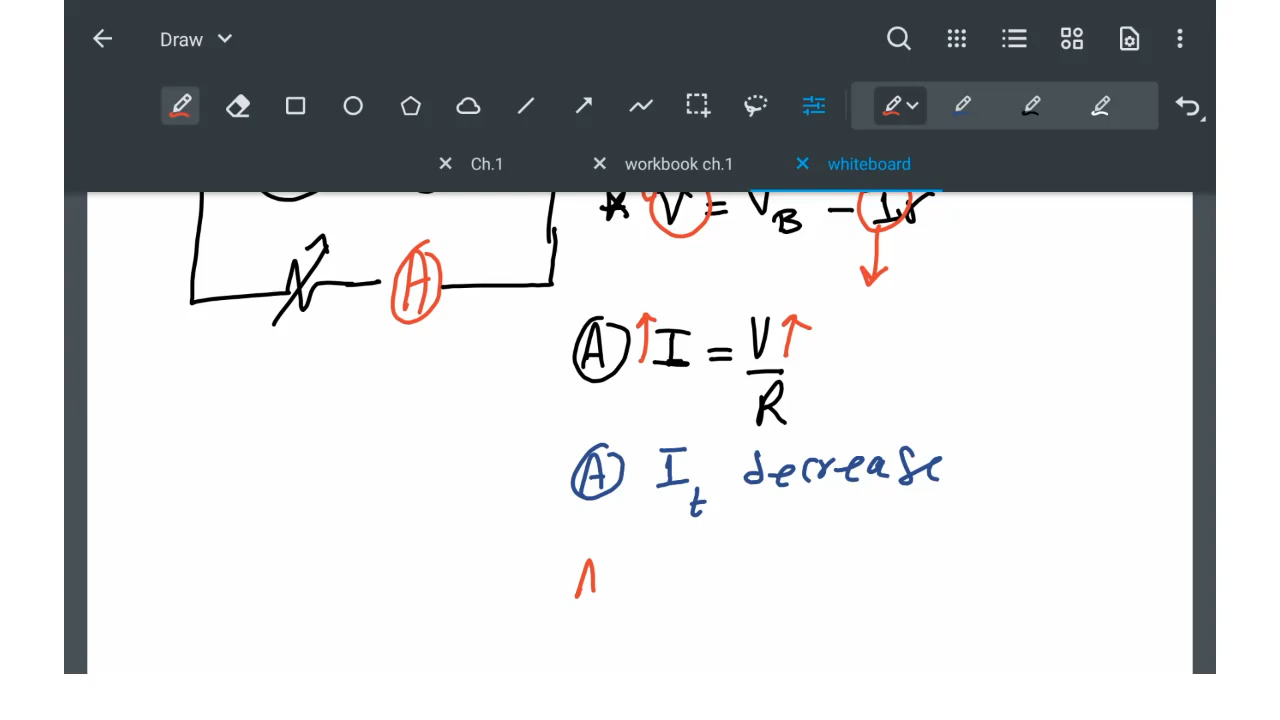 Draw
Ch.1
workbook ch.1
whiteboard
* V = V_B - Ir
A
A I = V/R
A I_t decrease